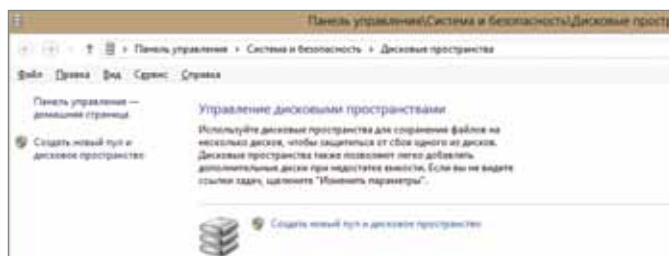 Панель управления\Система и безопасность\Дисковые прост
Панель управления Система и безопасность Дисковые пространства
Файл Правка Вид Сервис Справка
Панель управления —
домашняя страница
Создать новый пул и
дисковое пространство
Управление дисковыми пространствами
Используйте дисковые пространства для сохранения файлов на
нескольких дисках, чтобы защититься от сбоя одного из дисков.
Дисковые пространства также позволяют легко добавлять
дополнительные диски при недостатке емкости. Если вы не видите
ссылки задач, щелкните "Изменить параметры".
Создать новый пул и дисковое пространство